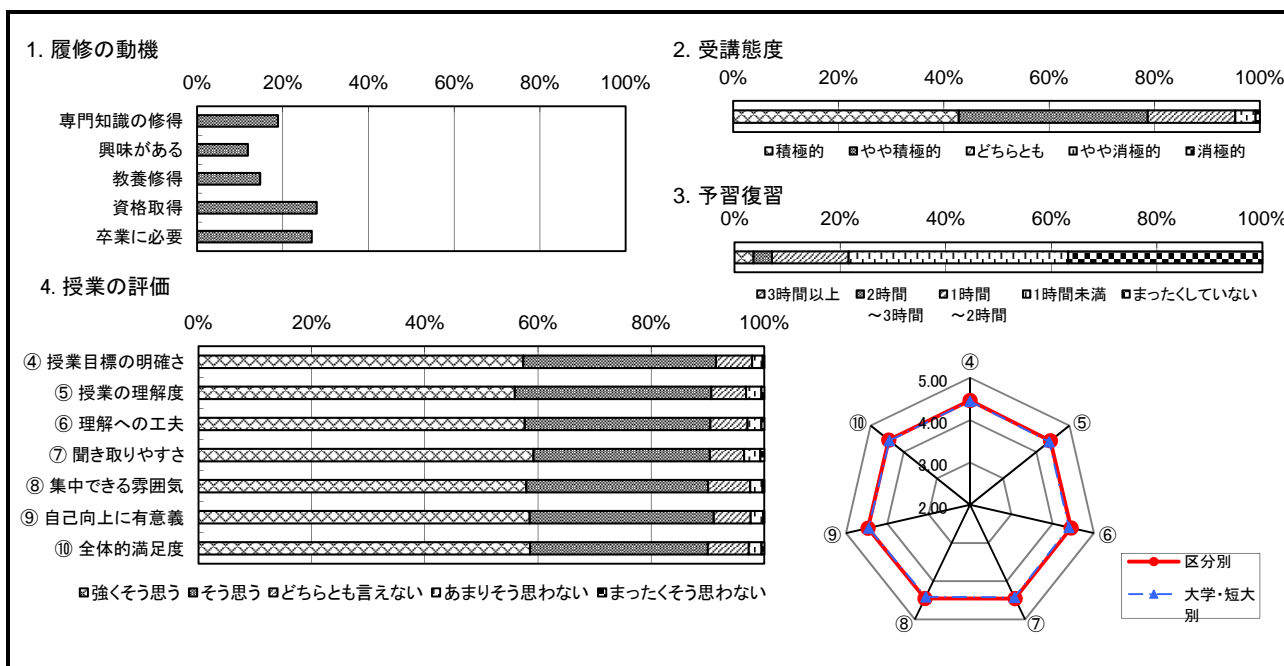 1. 履修の動機
0% 20% 40% 60% 80% 100%
専門知識の修得
興味がある
教養修得
資格取得
卒業に必要
2. 受講態度
0% 20% 40% 60% 80% 100%
積極的 やや積極的 どちらとも やや消極的 消極的
3. 予習復習
0% 20% 40% 60% 80% 100%
3時間以上 2時間 1時間 1時間未満 まったくしていない
～3時間 ～2時間
4. 授業の評価
0% 20% 40% 60% 80% 100%
④ 授業目標の明確さ
⑤ 授業の理解度
⑥ 理解への工夫
⑦ 聞き取りやすさ
⑧ 集中できる雰囲気
⑨ 自己向上に有意義
⑩ 全体的満足度
強くそう思う そう思う どちらとも言えない あまりそう思わない まったくそう思わない
④
5.00
⑩ ⑤
4.00
3.00
2.00
⑨ ⑥
⑧ ⑦
区分別
大学・短大
別